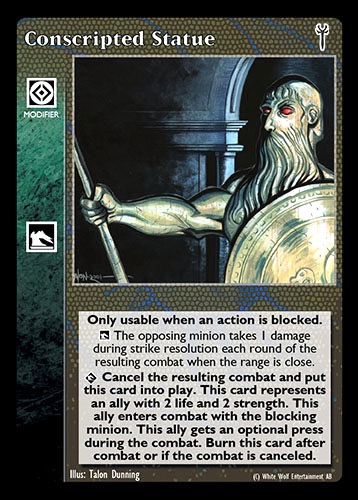 Conscripted Statue
MODIFIER
Only usable when an action is blocked.
The opposing minion takes 1 damage
during strike resolution each round of the
resulting combat when the range is close.
Cancel the resulting combat and put
this card into play. This card represents
an ally with 2 life and 2 strength. This
ally enters combat with the blocking
minion. This ally gets an optional press
during the combat. Burn this card after
combat or if the combat is canceled.
Illus: Talon Dunning
(C) White Wolf Entertainment AB